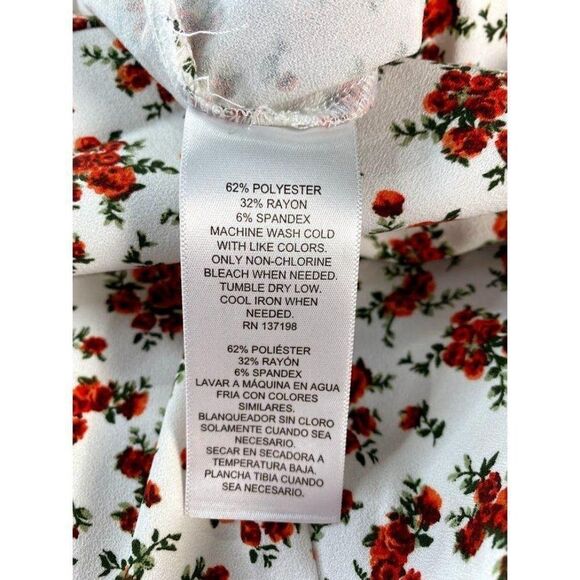 62% POLYESTER
32% RAYON
6% SPANDEX
MACHINE WASH COLD
WITH LIKE COLORS.
ONLY NON-CHLORINE
BLEACH WHEN NEEDED.
TUMBLE DRY LOW.
COOL IRON WHEN
NEEDED.
RN 137198
62% POLIÉSTER
32% RAYÓN
6% SPANDEX
LAVAR A MÁQUINA EN AGUA
FRIA CON COLORES
SIMILARES.
BLANQUEADOR SIN CLORO
SOLAMENTE CUANDO SEA
NECESARIO.
SECAR EN SECADORA A
TEMPERATURA BAJA.
PLANCHA TIBIA CUANDO
SEA NECESARIO.